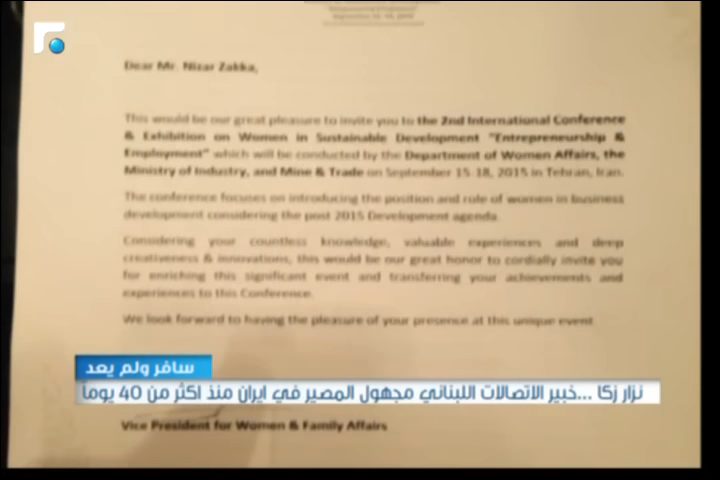 Dear Mr. Nizar Zakka,
This would be our great pleasure to invite you to the 2nd International Conference
& Exhibition on Women in Sustainable Development "Entrepreneurship &
Employment" which will be conducted by the Department of Women Affairs, the
Ministry of Industry, and Mine & Trade on September 15-18, 2015 in Tehran, Iran.
The conference focuses on introducing the position and role of women in business
development considering the post 2015 Development agenda.
Considering your countless knowledge, valuable experiences and deep
creativeness & innovations, this would be our great honor to cordially invite you
for enriching this significant event and transferring your achievements and
experiences to this Conference.
We look forward to having the pleasure of your presence at this unique event
سافر ولم يعد
نزار زكا ...خبير الاتصالات اللبناني مجهول المصير في ايران منذ اكثر من 40 يوماً
Vice President for Women & Family Affairs